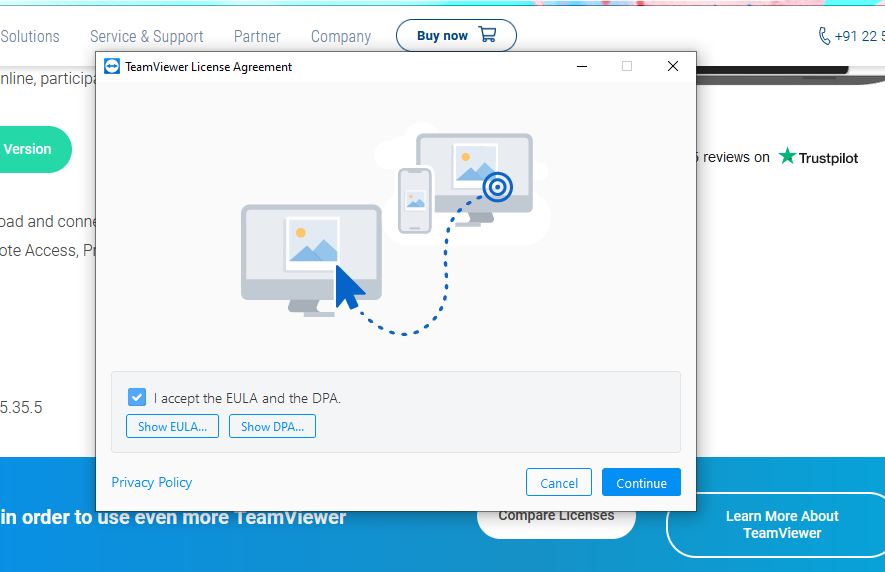 Solutions Service & Support Partner Company Buy now +91 22 5
TeamViewer License Agreement
nline, particip
Version
reviews on Trustpilot
oad and conne
ote Access, Pr
5.35.5
I accept the EULA and the DPA.
Show EULA... Show DPA...
Privacy Policy Cancel Continue
in order to use even more TeamViewer
Compare Licenses
Learn More About
TeamViewer